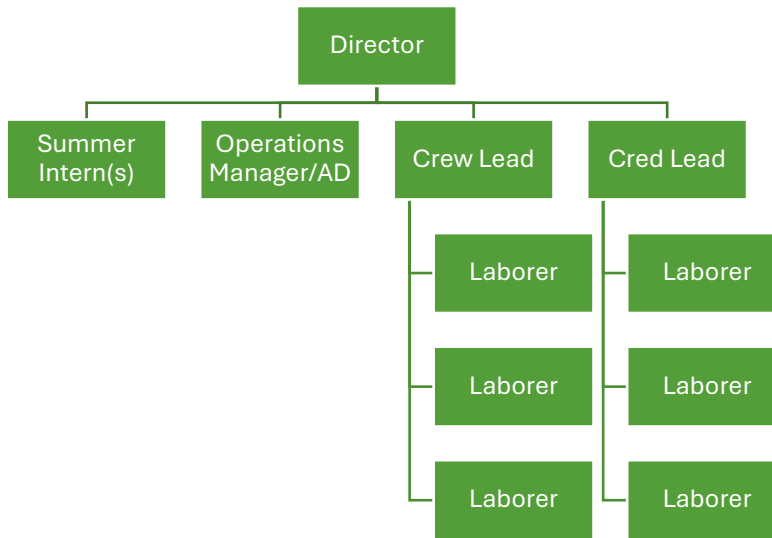 Director
Summer
Intern(s)
Operations
Manager/AD
Crew Lead
Cred Lead
Laborer
Laborer
Laborer
Laborer
Laborer
Laborer